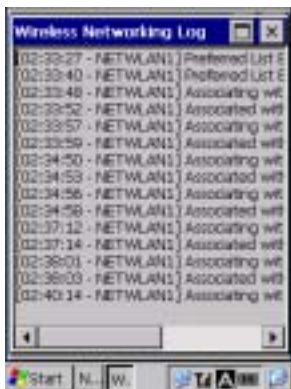 Wireless Networking Log
[02:33:27 - NETWLAN1] Preferred List E
[02:33:40 - NETWLAN1] Preferred List E
[02:33:48 - NETWLAN1] Associating wit
[02:33:52 - NETWLAN1] Associated wit
[02:33:57 - NETWLAN1] Associating wit
[02:33:59 - NETWLAN1] Associated wit
[02:34:50 - NETWLAN1] Associating wit
[02:34:53 - NETWLAN1] Associated wit
[02:34:56 - NETWLAN1] Associating wit
[02:34:58 - NETWLAN1] Associated wit
[02:37:12 - NETWLAN1] Associating wit
[02:37:14 - NETWLAN1] Associated wit
[02:38:01 - NETWLAN1] Associating wit
[02:38:03 - NETWLAN1] Associated wit
[02:40:14 - NETWLAN1] Associating wit
Start N... W.